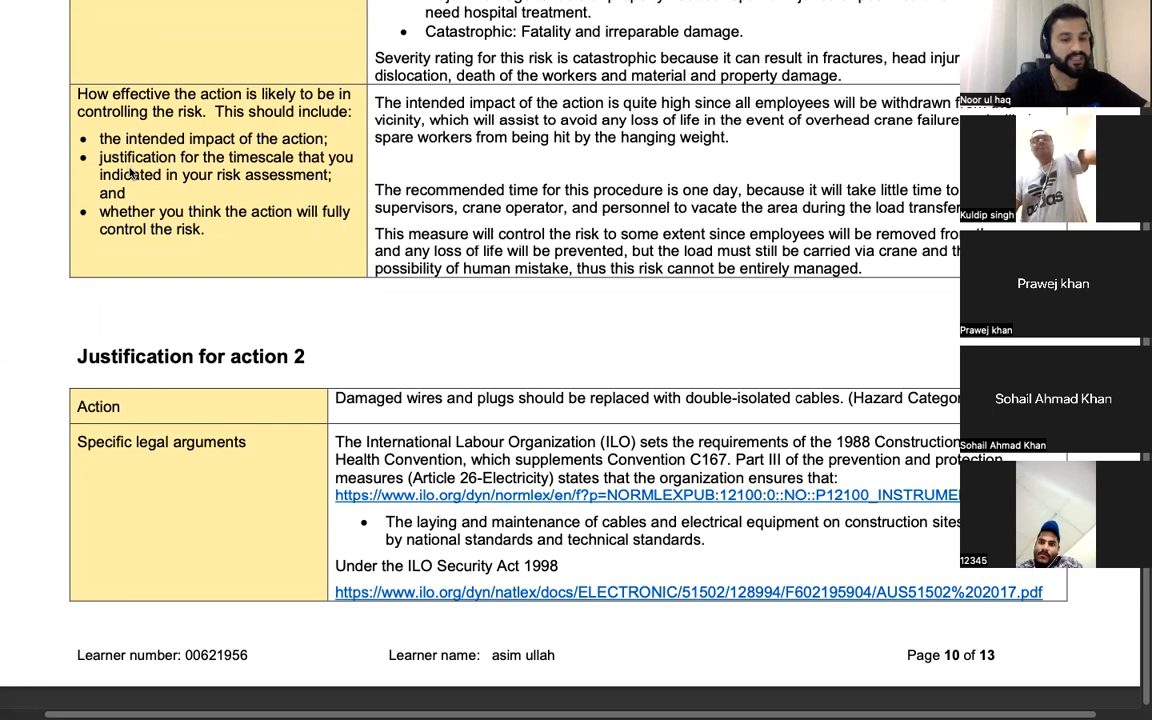 need hospital treatment.
• Catastrophic: Fatality and irreparable damage.
Severity rating for this risk is catastrophic because it can result in fractures, head injur
dislocation, death of the workers and material and property damage.
How effective the action is likely to be in
controlling the risk. This should include:
• the intended impact of the action;
• justification for the timescale that you
indicated in your risk assessment;
and
• whether you think the action will fully
control the risk.
The intended impact of the action is quite high since all employees will be withdrawn
vicinity, which will assist to avoid any loss of life in the event of overhead crane failure
spare workers from being hit by the hanging weight.
The recommended time for this procedure is one day, because it will take little time to
supervisors, crane operator, and personnel to vacate the area during the load transfer
This measure will control the risk to some extent since employees will be removed from
and any loss of life will be prevented, but the load must still be carried via crane and
possibility of human mistake, thus this risk cannot be entirely managed.
Justification for action 2
Action
Damaged wires and plugs should be replaced with double-isolated cables. (Hazard Categor
Specific legal arguments
The International Labour Organization (ILO) sets the requirements of the 1988 Construction
Health Convention, which supplements Convention C167. Part III of the prevention and protection
measures (Article 26-Electricity) states that the organization ensures that:
https://www.ilo.org/dyn/normlex/en/f?p=NORMLEXPUB:12100:0::NO::P12100_INSTRUME
• The laying and maintenance of cables and electrical equipment on construction sites
by national standards and technical standards.
Under the ILO Security Act 1998
https://www.ilo.org/dyn/natlex/docs/ELECTRONIC/51502/128994/F602195904/AUS51502%202017.pdf
Learner number: 00621956
Learner name: asim ullah
Page 10 of 13
Noor ul haq
adidas
Kuldip singh
Prawej khan
Prawej khan
Sohail Ahmad Khan
Sohail Ahmad Khan
12345